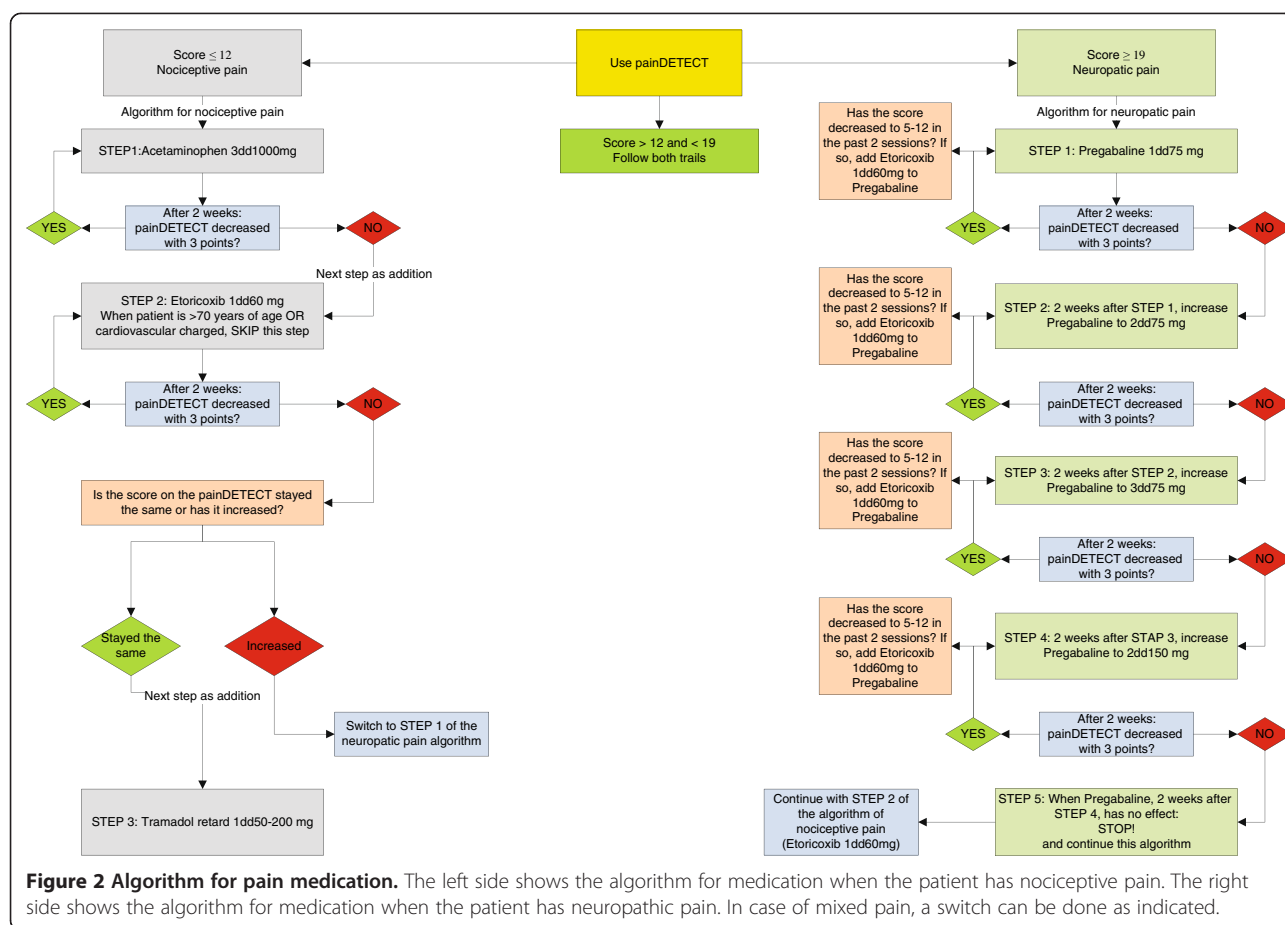 Score ≤ 12
Nociceptive pain
Use painDETECT
Score ≥ 19
Neuropatic pain
Score > 12 and < 19
Follow both trails
Algorithm for nociceptive pain
STEP1:Acetaminophen 3dd1000mg
YES
After 2 weeks:
painDETECT decreased
with 3 points?
NO
Next step as addition
STEP 2: Etoricoxib 1dd60 mg
When patient is >70 years of age OR
cardiovascular charged, SKIP this step
YES
After 2 weeks:
painDETECT decreased
with 3 points?
NO
Is the score on the painDETECT stayed
the same or has it increased?
Stayed the
same
Increased
Next step as addition
Switch to STEP 1 of the
neuropatic pain algorithm
STEP 3: Tramadol retard 1dd50-200 mg
Algorithm for neuropatic pain
Has the score
decreased to 5-12 in
the past 2 sessions? If
so, add Etoricoxib
1dd60mg to
Pregabaline
STEP 1: Pregabaline 1dd75 mg
YES
After 2 weeks:
painDETECT decreased
with 3 points?
NO
Has the score
decreased to 5-12 in
the past 2 sessions? If
so, add Etoricoxib
1dd60mg to
Pregabaline
STEP 2: 2 weeks after STEP 1, increase
Pregabaline to 2dd75 mg
YES
After 2 weeks:
painDETECT decreased
with 3 points?
NO
Has the score
decreased to 5-12 in
the past 2 sessions? If
so, add Etoricoxib
1dd60mg to
Pregabaline
STEP 3: 2 weeks after STEP 2, increase
Pregabaline to 3dd75 mg
YES
After 2 weeks:
painDETECT decreased
with 3 points?
NO
Has the score
decreased to 5-12 in
the past 2 sessions? If
so, add Etoricoxib
1dd60mg to
Pregabaline
STEP 4: 2 weeks after STAP 3, increase
Pregabaline to 2dd150 mg
YES
After 2 weeks:
painDETECT decreased
with 3 points?
NO
Continue with STEP 2 of
the algorithm of
nociceptive pain
(Etoricoxib 1dd60mg)
STEP 5: When Pregabaline, 2 weeks after
STEP 4, has no effect:
STOP!
and continue this algorithm
Figure 2 Algorithm for pain medication. The left side shows the algorithm for medication when the patient has nociceptive pain. The right
side shows the algorithm for medication when the patient has neuropathic pain. In case of mixed pain, a switch can be done as indicated.